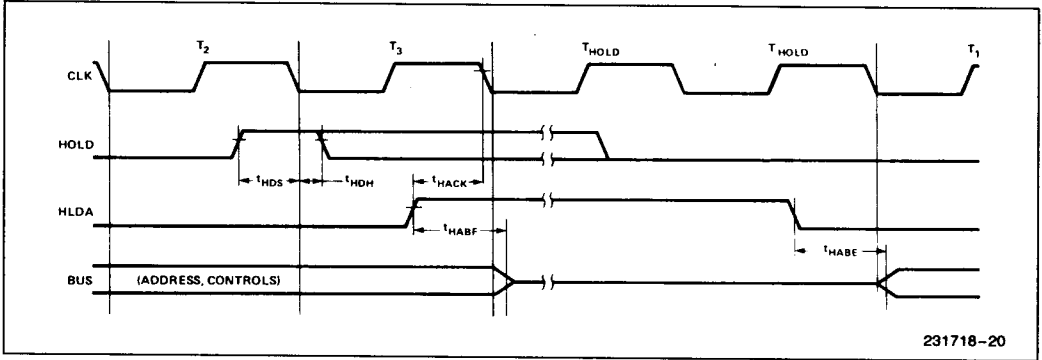 T2 T3 THOLD THOLD T1
CLK
HOLD
tHDS tHDH tHACK
HLDA
tHABF tHABE
BUS (ADDRESS, CONTROLS)
231718–20